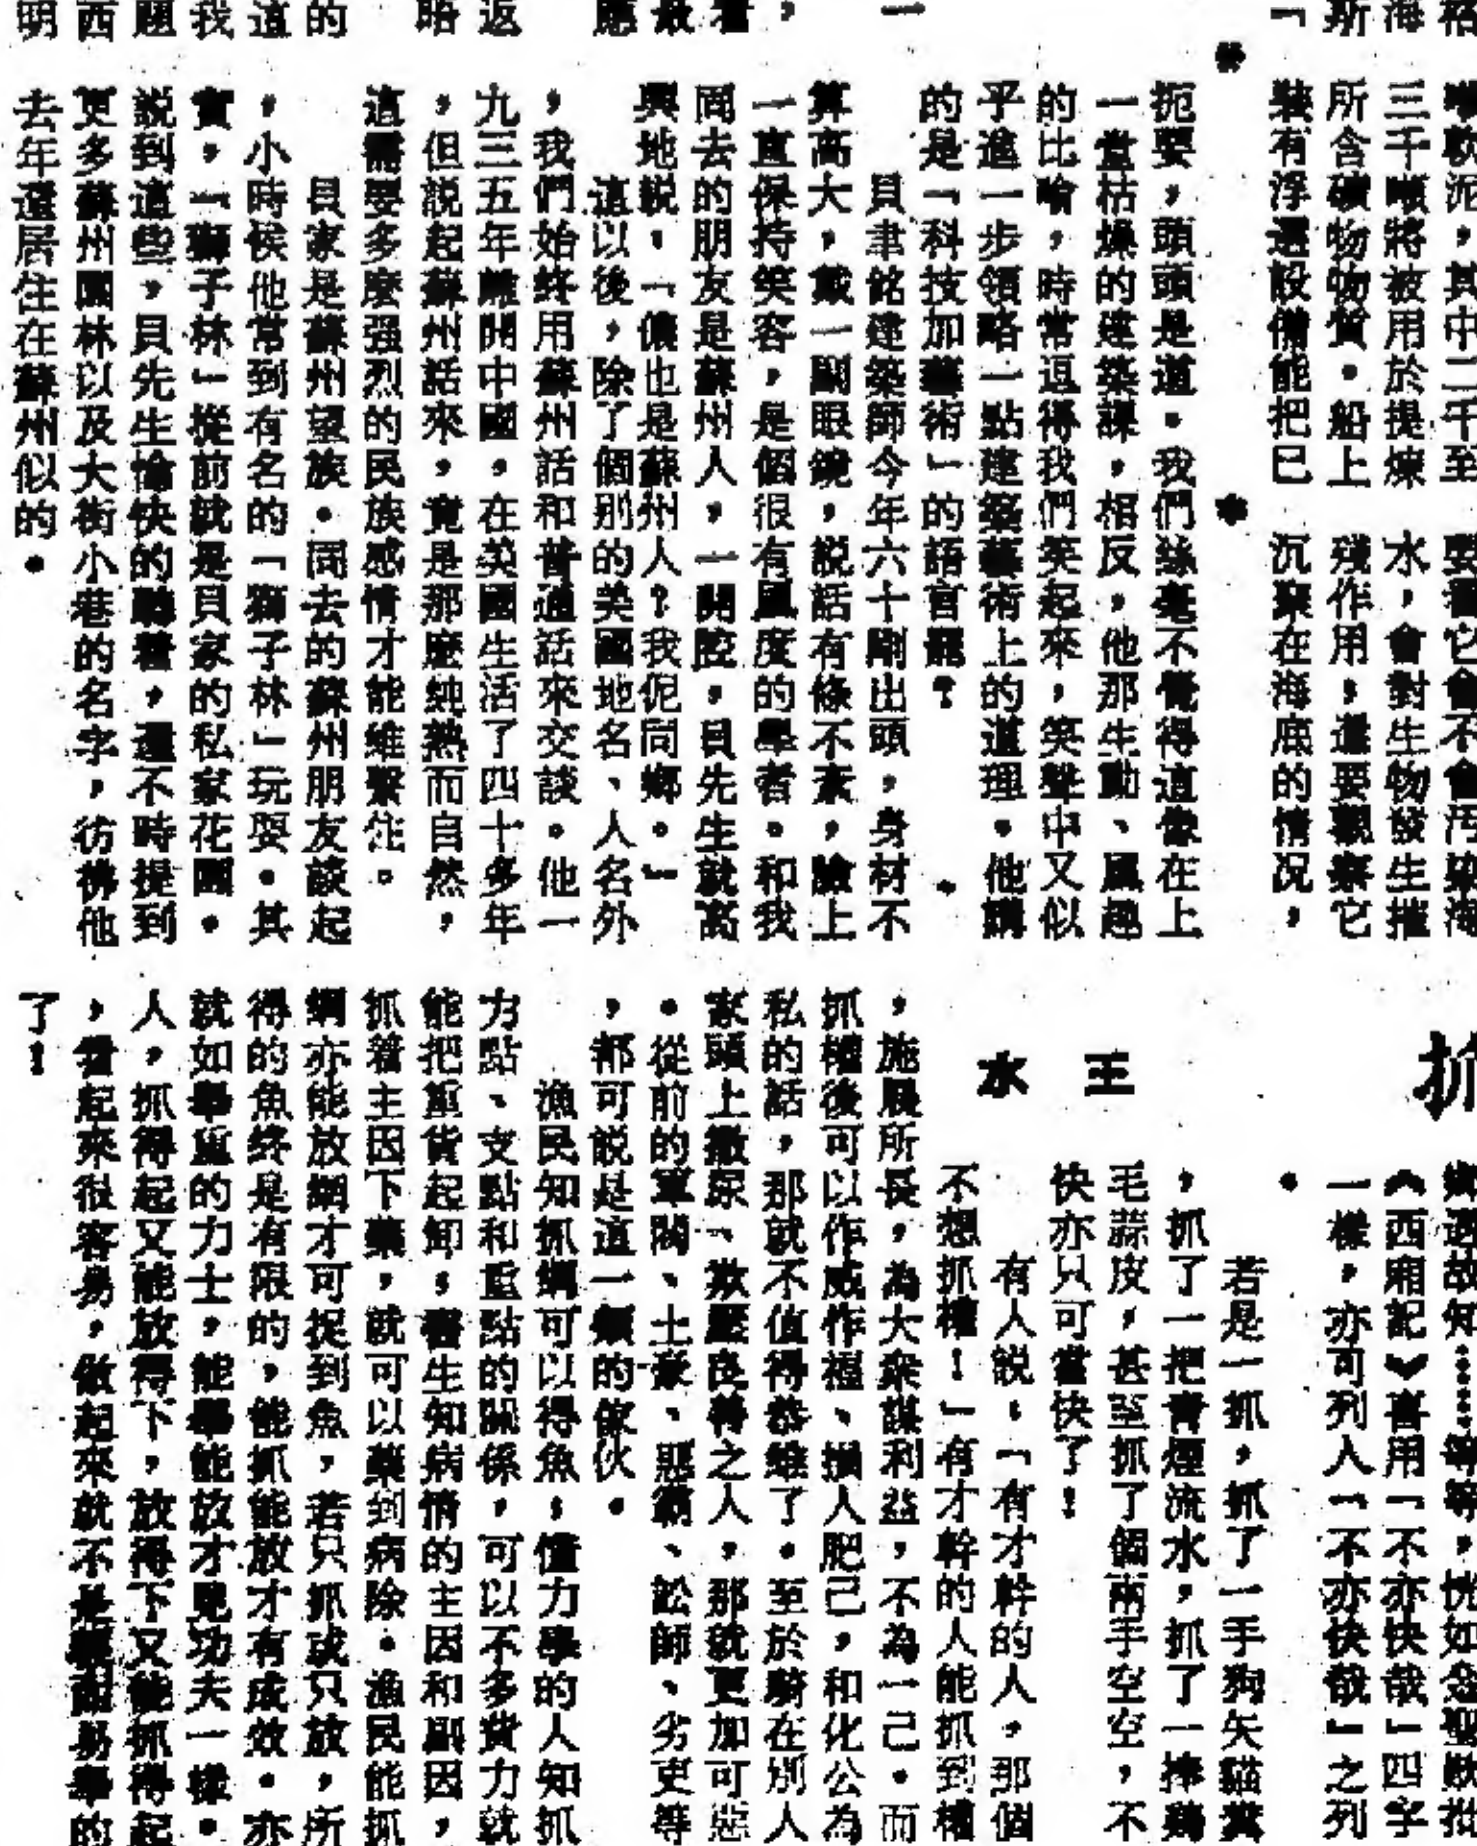 格
海
斯
「
一
，
看
最
應
返
略
的
這
我
題
西
明
軟泥，其中二千至
三千噸將被用於提煉
所含礦物物質。船上
裝有浮選設備能把已
要看它會不會污染海
水，會對生物發生摧
殘作用，還要觀察它
沉聚在海底的情況，
扼要，頭頭是道。我們絲毫不覺得這像在上
一堂枯燥的建築課，相反，他那生動、風趣
的比喻，時常逗得我們笑起來，笑聲中又似
乎進一步領略一點建築藝術上的道理。他講
的是「科技加藝術」的語言罷？
貝聿銘建築師今年六十剛出頭，身材不
算高大，戴一副眼鏡，説話有條不紊，臉上
一直保持笑容，是個很有風度的學者。和我
同去的朋友是蘇州人，一開腔，貝先生就高
興地説，「儂也是蘇州人？我伲同鄉。」
這以後，除了個別的美國地名、人名外
，我們始終用蘇州話和普通話來交談。他一
九三五年離開中國，在美國生活了四十多年
，但説起蘇州話來，竟是那麼純熟而自然，
這需要多麼强烈的民族感情才能維繫住。
貝家是蘇州望族。同去的蘇州朋友談起
，小時候他常到有名的「獅子林」玩耍。其
實，「獅子林」從前就是貝家的私家花園。
説到這些，貝先生愉快的聽着，還不時提到
更多蘇州園林以及大街小巷的名字，彷彿他
去年還居住在蘇州似的。
抓
王水
故知……等等，恍如念聖歎批
《西廂記》喜用「不亦快哉」四字
一樣，亦可列入「不亦快哉」之列
。
若是一抓，抓了一手狗矢貓糞
，抓了一把青煙流水，抓了一捧鷄
毛蒜皮，甚至抓了個兩手空空，不
快亦只可當快了！
有人説，「有才幹的人，那個
不想抓權！」有才幹的人能抓到權
，施展所長，為大衆謀利益，不為一己。而
抓權後可以作威作福、損人肥己，和化公為
私的話，那就不值得恭維了。至於騎在別人
家頭上撒尿、欺壓良善之人，那就更加可惡
。從前的軍閥、土豪、惡霸、訟師、劣吏等
，都可説是這一類的傢伙。
漁民知抓綱可以得魚；懂力學的人知抓
力點、支點和重點的關係，可以不多費力就
能把重貨起卸；醫生知病情的主因和副因，
抓着主因下藥，就可以藥到病除。漁民能抓
綱亦能放綱才可捉到魚，若只抓或只放，所
得的魚終是有限的，能抓能放才有成效。亦
就如舉重的力士，能舉能放才見功夫一樣。
人，抓得起又能放得下，放得下又能抓得起
，看起來很容易，做起來就不是輕而易舉的
了！